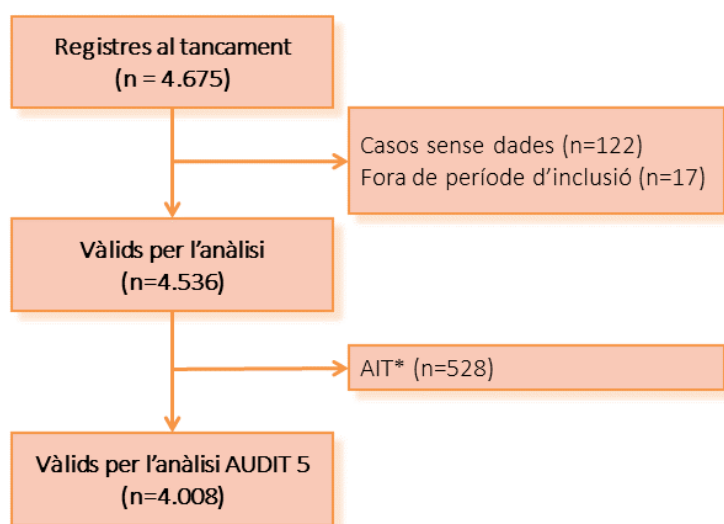 Registres al tancament
(n = 4.675)
Casos sense dades (n=122)
Fora de període d'inclusió (n=17)
Vàlids per l'anàlisi
(n=4.536)
AIT* (n=528)
Vàlids per l'anàlisi AUDIT 5
(n=4.008)